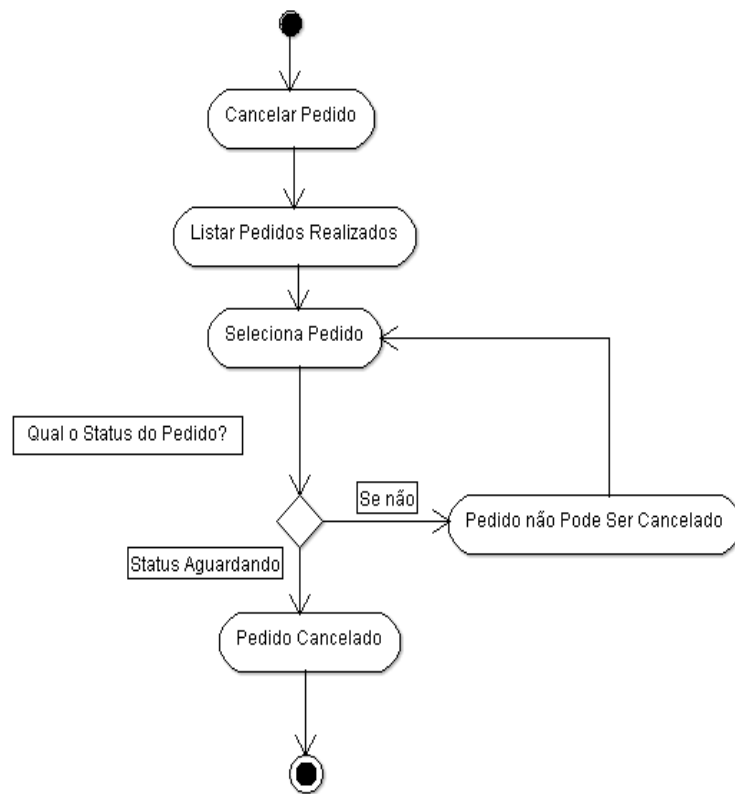 Cancelar Pedido
Listar Pedidos Realizados
Seleciona Pedido
Qual o Status do Pedido?
Se não
Pedido não Pode Ser Cancelado
Status Aguardando
Pedido Cancelado